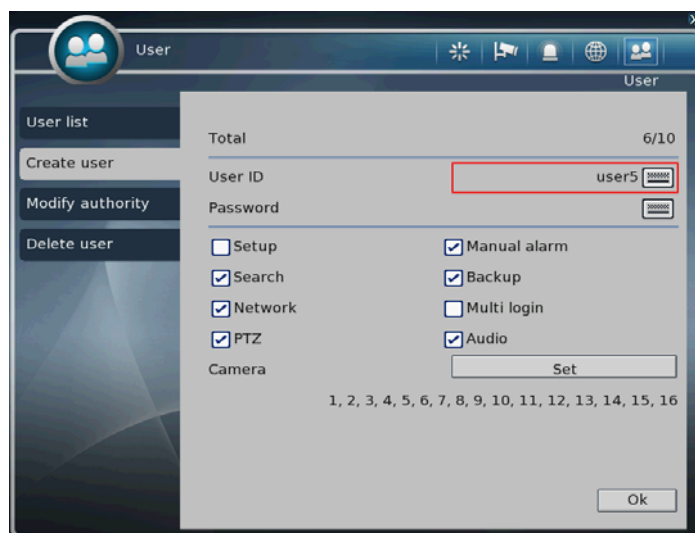 User
User
User list
Create user
Modify authority
Delete user
Total 6/10
User ID user5
Password
Setup Manual alarm
Search Backup
Network Multi login
PTZ Audio
Camera Set
1, 2, 3, 4, 5, 6, 7, 8, 9, 10, 11, 12, 13, 14, 15, 16
Ok